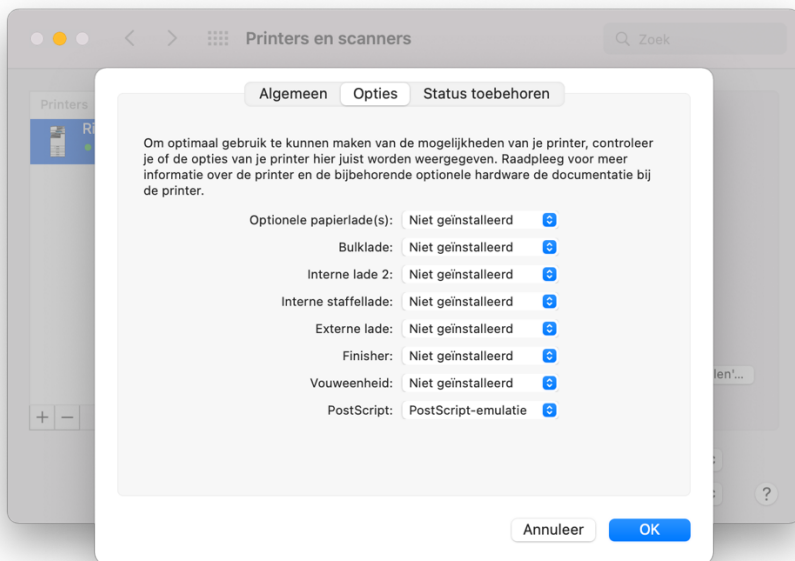 Printers en scanners
Zoek
Printers
Ri
Algemeen
Opties
Status toebehoren
Om optimaal gebruik te kunnen maken van de mogelijkheden van je printer, controleer
je of de opties van je printer hier juist worden weergegeven. Raadpleeg voor meer
informatie over de printer en de bijbehorende optionele hardware de documentatie bij
de printer.
Optionele papierlade(s): Niet geïnstalleerd
Bulklade: Niet geïnstalleerd
Interne lade 2: Niet geïnstalleerd
Interne staffellade: Niet geïnstalleerd
Externe lade: Niet geïnstalleerd
Finisher: Niet geïnstalleerd
Vouweenheid: Niet geïnstalleerd
PostScript: PostScript-emulatie
len'...
+ −
?
Annuleer
OK